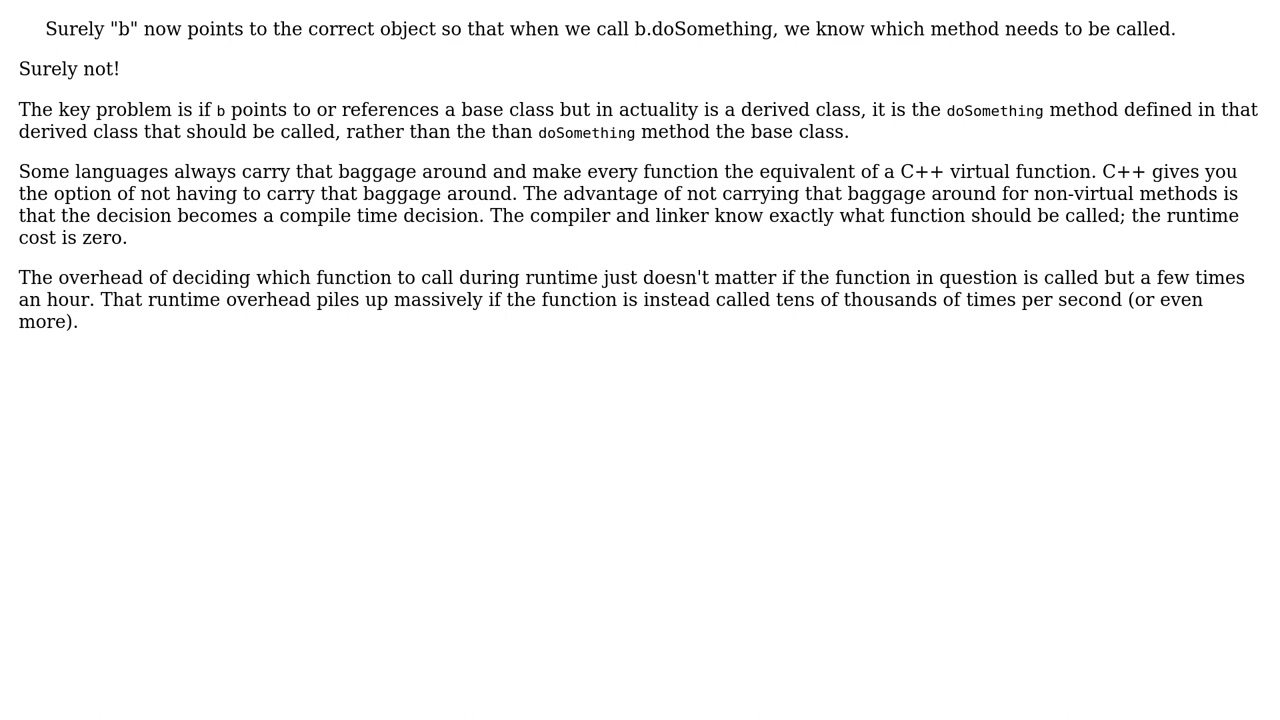 Surely "b" now points to the correct object so that when we call b.doSomething, we know which method needs to be called.
Surely not!
The key problem is if b points to or references a base class but in actuality is a derived class, it is the doSomething method defined in that
derived class that should be called, rather than the than doSomething method the base class.
Some languages always carry that baggage around and make every function the equivalent of a C++ virtual function. C++ gives you
the option of not having to carry that baggage around. The advantage of not carrying that baggage around for non-virtual methods is
that the decision becomes a compile time decision. The compiler and linker know exactly what function should be called; the runtime
cost is zero.
The overhead of deciding which function to call during runtime just doesn't matter if the function in question is called but a few times
an hour. That runtime overhead piles up massively if the function is instead called tens of thousands of times per second (or even
more).